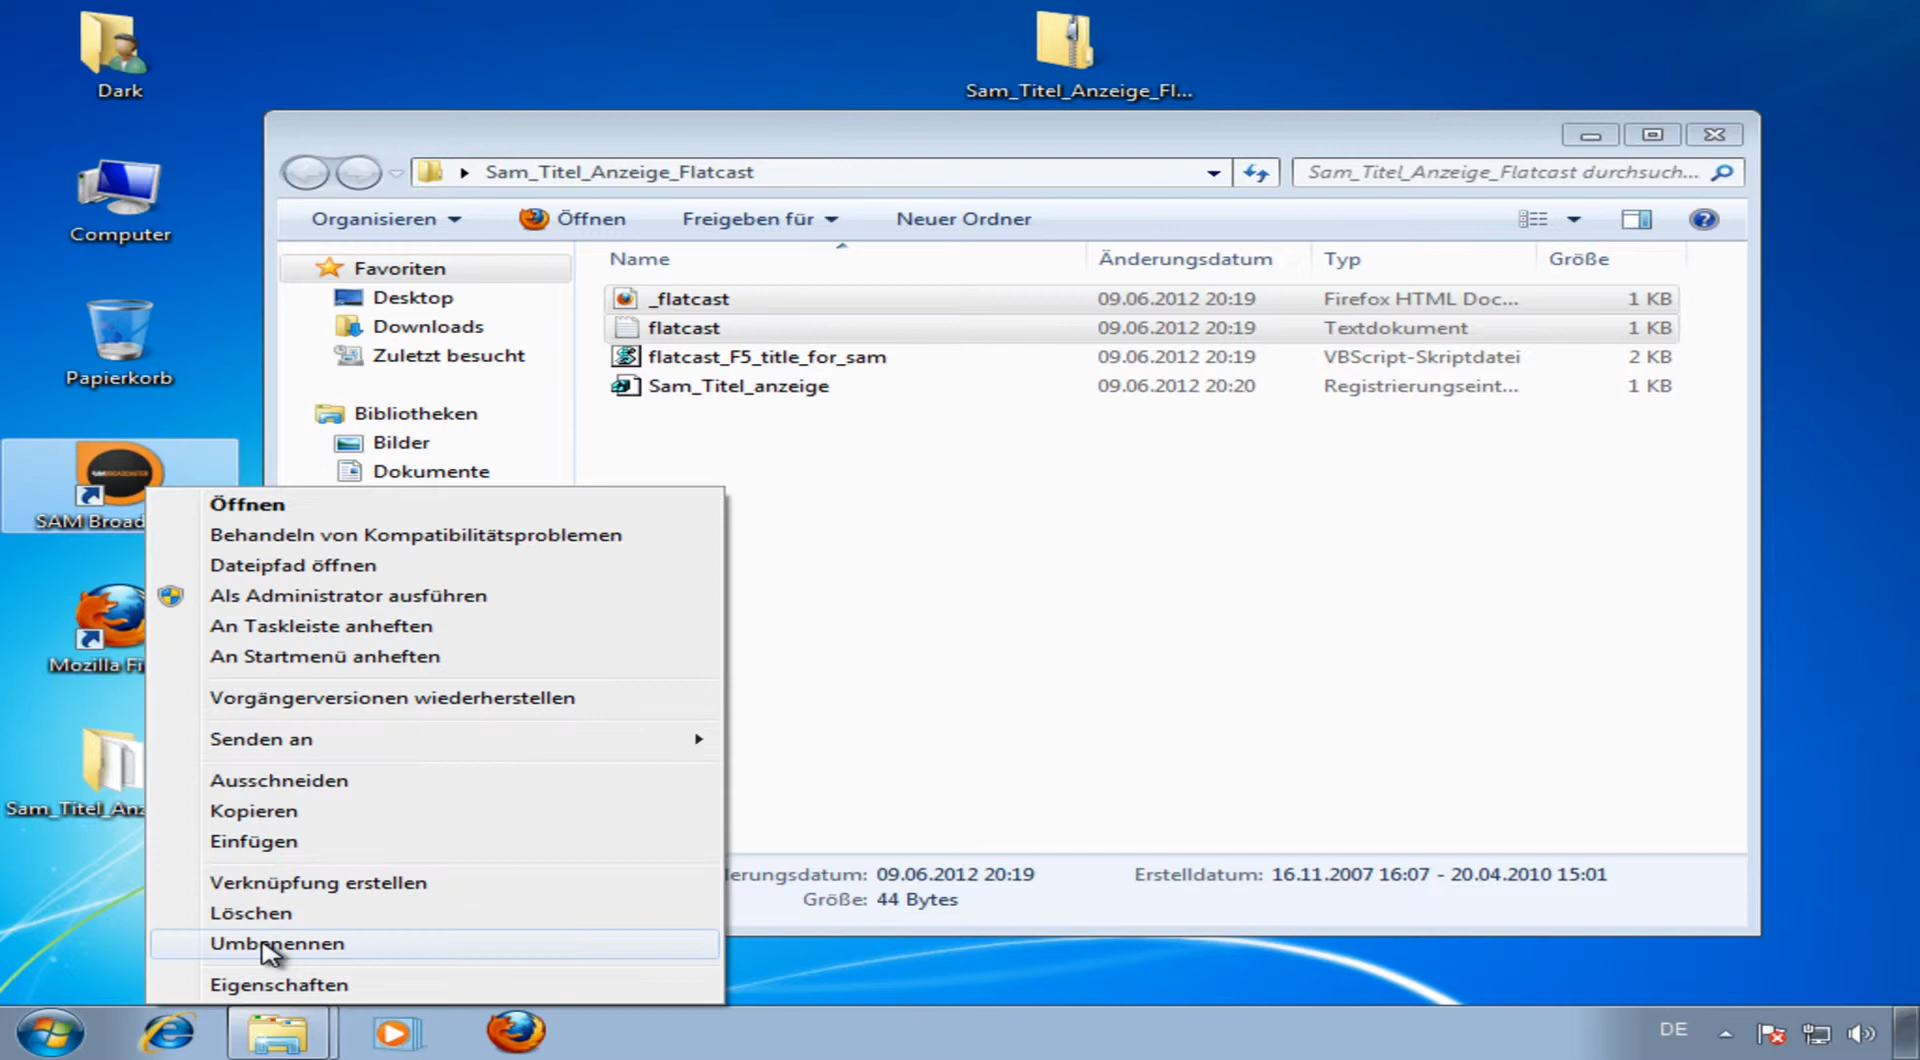 Dark
Sam_Titel_Anzeige_Fl...
Computer
Papierkorb
SAM Broad
Mozilla Fi
Sam_Titel_Anz
Sam_Titel_Anzeige_Flatcast
Sam_Titel_Anzeige_Flatcast durchsuch...
Organisieren
Öffnen
Freigeben für
Neuer Ordner
Favoriten
Desktop
Downloads
Zuletzt besucht
Bibliotheken
Bilder
Dokumente
Name Änderungsdatum Typ Größe
_flatcast 09.06.2012 20:19 Firefox HTML Doc... 1 KB
flatcast 09.06.2012 20:19 Textdokument 1 KB
flatcast_F5_title_for_sam 09.06.2012 20:19 VBScript-Skriptdatei 2 KB
Sam_Titel_anzeige 09.06.2012 20:20 Registrierungseint... 1 KB
Öffnen
Behandeln von Kompatibilitätsproblemen
Dateipfad öffnen
Als Administrator ausführen
An Taskleiste anheften
An Startmenü anheften
Vorgängerversionen wiederherstellen
Senden an
Ausschneiden
Kopieren
Einfügen
Verknüpfung erstellen
Löschen
Umbenennen
Eigenschaften
lerungsdatum: 09.06.2012 20:19 Erstelldatum: 16.11.2007 16:07 - 20.04.2010 15:01
Größe: 44 Bytes
DE